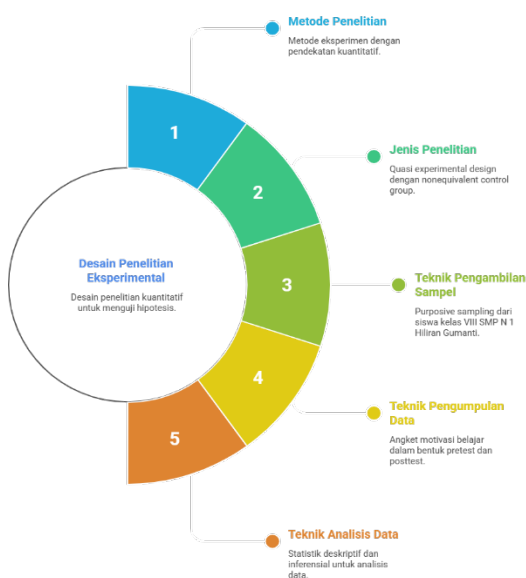 Metode Penelitian
Metode eksperimen dengan
pendekatan kuantitatif.
1
Jenis Penelitian
Quasi experimental design
dengan nonequivalent control
group.
2
Desain Penelitian
Eksperimental
Desain penelitian kuantitatif
untuk menguji hipotesis.
3
Teknik Pengambilan
Sampel
Purposive sampling dari
siswa kelas VIII SMP N 1
Hiliran Gumanti.
4
Teknik Pengumpulan
Data
Angket motivasi belajar
dalam bentuk pretest dan
posttest.
5
Teknik Analisis Data
Statistik deskriptif dan
inferensial untuk analisis
data.